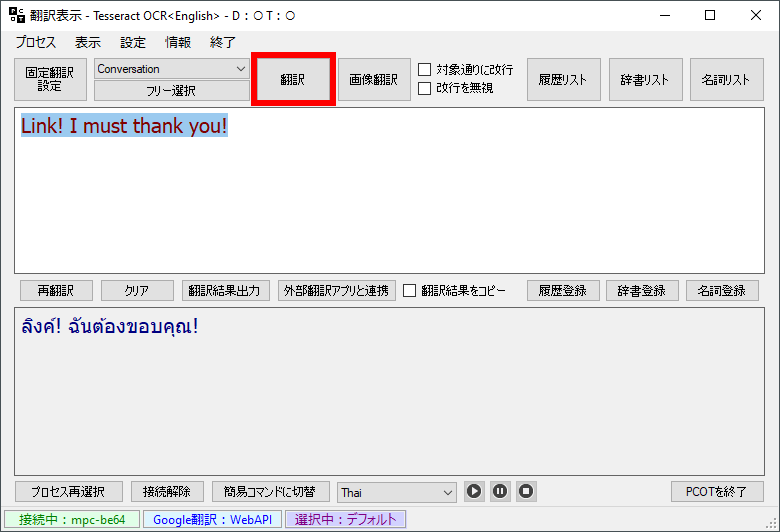 翻訳表示 - Tesseract OCR<English> - D：○ T：○
プロセス 表示 設定 情報 終了
固定翻訳設定 Conversation フリー選択 翻訳 画像翻訳 対象通りに改行 改行を無視 履歴リスト 辞書リスト 名詞リスト
Link! I must thank you!
再翻訳 クリア 翻訳結果出力 外部翻訳アプリと連携 翻訳結果をコピー 履歴登録 辞書登録 名詞登録
ลิงค์! ฉันต้องขอบคุณ!
プロセス再選択 接続解除 簡易コマンドに切替 Thai PCOTを終了
接続中：mpc-be64 Google翻訳：WebAPI 選択中：デフォルト